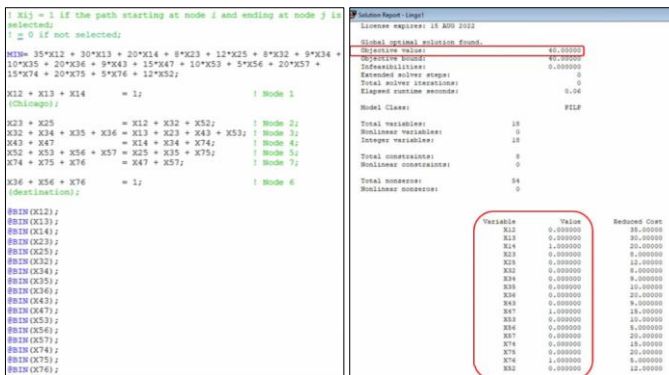 ! Xij = 1 if the path starting at node i and ending at node j is
selected;
! = 0 if not selected;
MIN= 35*X12 + 30*X13 + 20*X14 + 8*X23 + 12*X25 + 8*X32 + 9*X34 +
10*X35 + 20*X36 + 9*X43 + 15*X47 + 10*X53 + 5*X56 + 20*X57 +
15*X74 + 20*X75 + 5*X76 + 12*X52;
X12 + X13 + X14 = 1; ! Node 1
(Chicago);
X23 + X25 = X12 + X32 + X52; ! Node 2;
X32 + X34 + X35 + X36 = X13 + X23 + X43 + X53; ! Node 3;
X43 + X47 = X14 + X34 + X74; ! Node 4;
X52 + X53 + X56 + X57 = X25 + X35 + X75; ! Node 5;
X74 + X75 + X76 = X47 + X57; ! Node 7;
X36 + X56 + X76 = 1; ! Node 6
(destination);
@BIN(X12);
@BIN(X13);
@BIN(X14);
@BIN(X23);
@BIN(X25);
@BIN(X32);
@BIN(X34);
@BIN(X35);
@BIN(X36);
@BIN(X43);
@BIN(X47);
@BIN(X53);
@BIN(X56);
@BIN(X57);
@BIN(X74);
@BIN(X75);
@BIN(X76);
Solution Report - Lingo1
License expires: 15 AUG 2022
Global optimal solution found.
Objective value: 40.00000
Objective bound: 40.00000
Infeasibilities: 0.000000
Extended solver steps: 0
Total solver iterations: 0
Elapsed runtime seconds: 0.06
Model Class: PILP
Total variables: 18
Nonlinear variables: 0
Integer variables: 18
Total constraints: 8
Nonlinear constraints: 0
Total nonzeros: 54
Nonlinear nonzeros: 0
Variable Value Reduced Cost
X12 0.000000 35.00000
X13 0.000000 30.00000
X14 1.000000 20.00000
X23 0.000000 8.000000
X25 0.000000 12.00000
X32 0.000000 8.000000
X34 0.000000 9.000000
X35 0.000000 10.00000
X36 0.000000 20.00000
X43 0.000000 9.000000
X47 1.000000 15.00000
X53 0.000000 10.00000
X56 0.000000 5.000000
X57 0.000000 20.00000
X74 0.000000 15.00000
X75 0.000000 20.00000
X76 1.000000 5.000000
X52 0.000000 12.00000